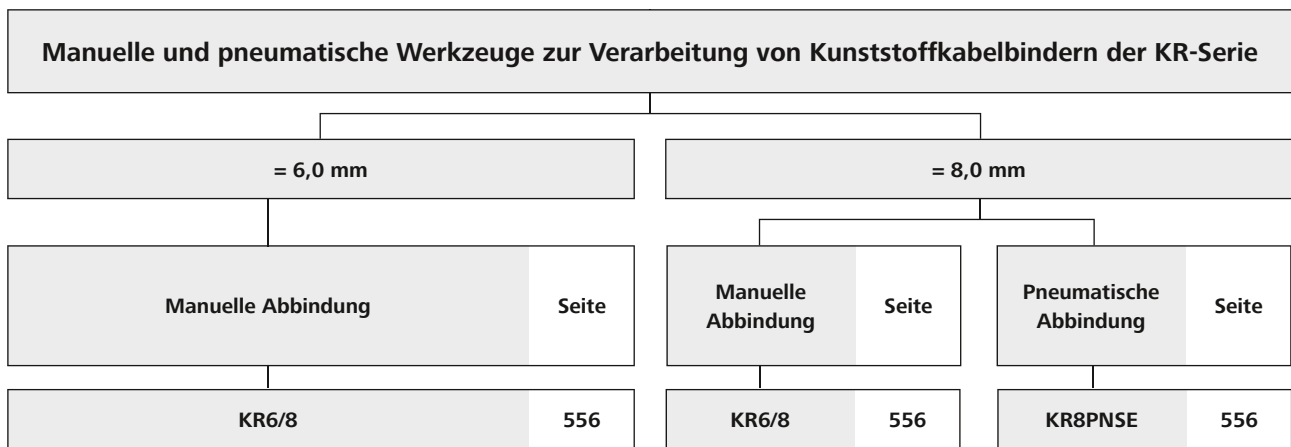 Manuelle und pneumatische Werkzeuge zur Verarbeitung von Kunststoffkabelbindern der KR-Serie
= 6,0 mm
= 8,0 mm
Manuelle Abbindung
Seite
Manuelle
Abbindung
Seite
Pneumatische
Abbindung
Seite
KR6/8
556
KR6/8
556
KR8PNSE
556